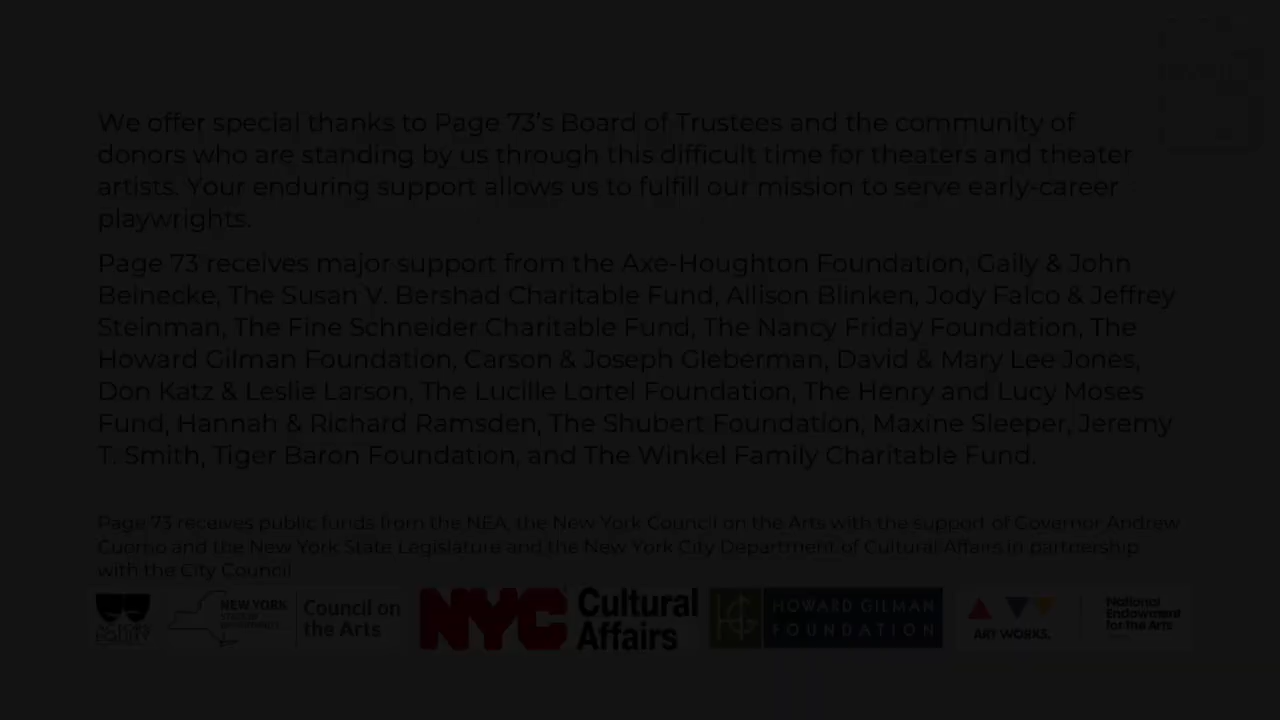 We offer special thanks to Page 73's Board of Trustees and the community of
donors who are standing by us through this difficult time for theaters and theater
artists. Your enduring support allows us to fulfill our mission to serve early-career
playwrights.
Page 73 receives major support from the Axe-Houghton Foundation, Gaily & John
Beinecke, The Susan V. Bershad Charitable Fund, Allison Blinken, Jody Falco & Jeffrey
Steinman, The Fine Schneider Charitable Fund, The Nancy Friday Foundation, The
Howard Gilman Foundation, Carson & Joseph Gleberman, David & Mary Lee Jones,
Don Katz & Leslie Larson, The Lucille Lortel Foundation, The Henry and Lucy Moses
Fund, Hannah & Richard Ramsden, The Shubert Foundation, Maxine Sleeper, Jeremy
T. Smith, Tiger Baron Foundation, and The Winkel Family Charitable Fund.
Page 73 receives public funds from the NEA, the New York Council on the Arts with the support of Governor Andrew
Cuomo and the New York State Legislature and the New York City Department of Cultural Affairs in partnership
with the City Council
EQUITY
NEW YORK
Council on
the Arts
NYC Cultural
Affairs
HG HOWARD GILMAN
FOUNDATION
ART WORKS.
National
Endowment
for the Arts